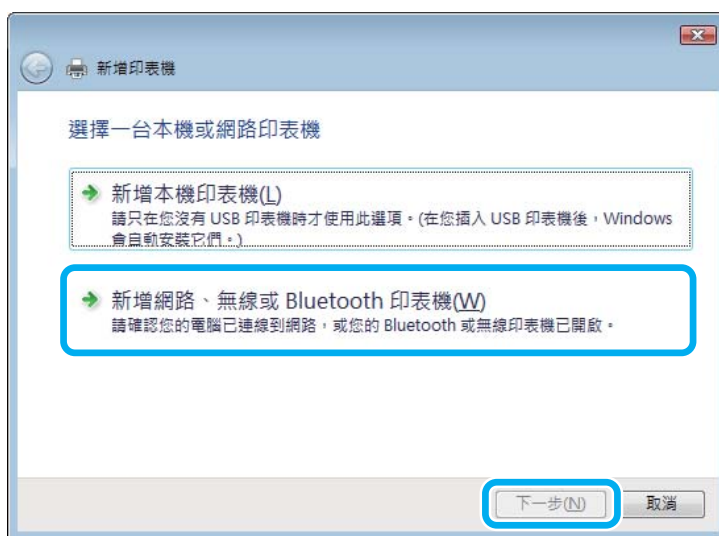 新增印表機
選擇一台本機或網路印表機
新增本機印表機(L)
請只在您沒有 USB 印表機時才使用此選項。(在您插入 USB 印表機後,Windows
會自動安裝它們。)
新增網路、無線或 Bluetooth 印表機(W)
請確認您的電腦已連線到網路,或您的 Bluetooth 或無線印表機已開啟。
下一步(N)
取消